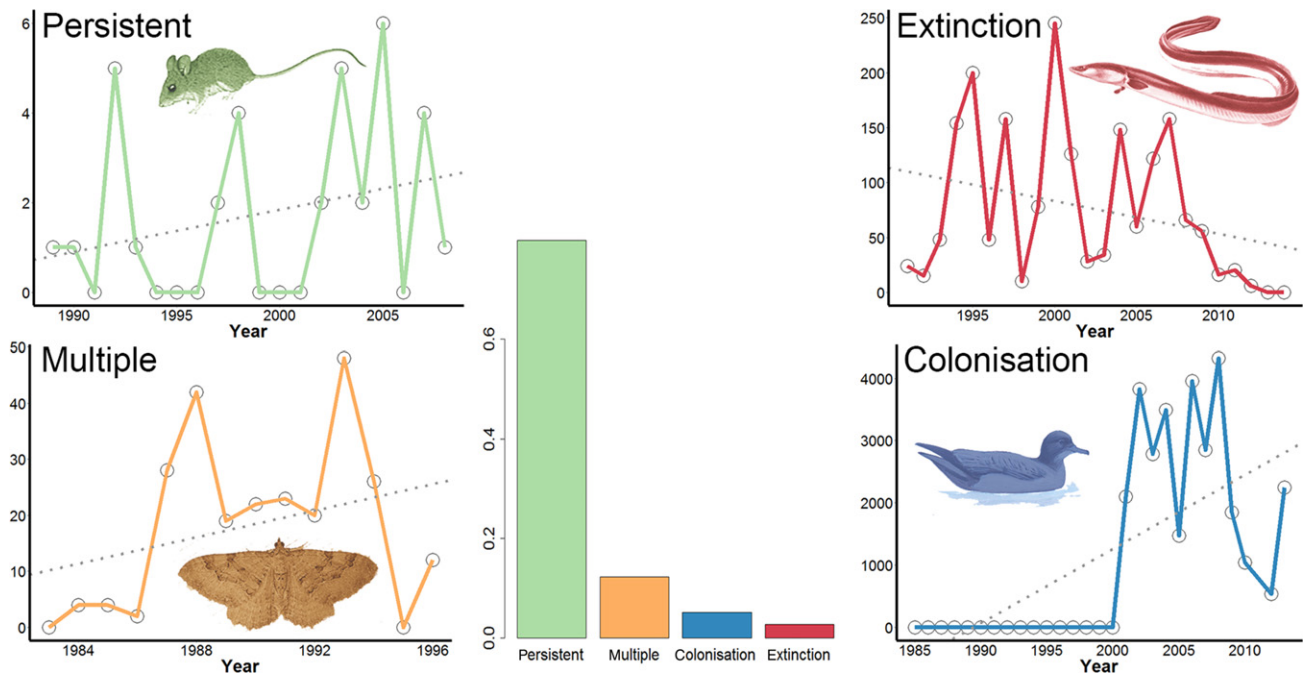 Persistent
6
4
2
0
1990 1995 2000 2005
Year
Extinction
250
200
150
100
50
0
1995 2000 2005 2010
Year
Multiple
50
40
30
20
10
0
1984 1988 1992 1996
Year
0.6
0.4
0.2
0.0
Persistent Multiple Colonisation Extinction
Colonisation
4000
3000
2000
1000
0
1985 1990 1995 2000 2005 2010
Year